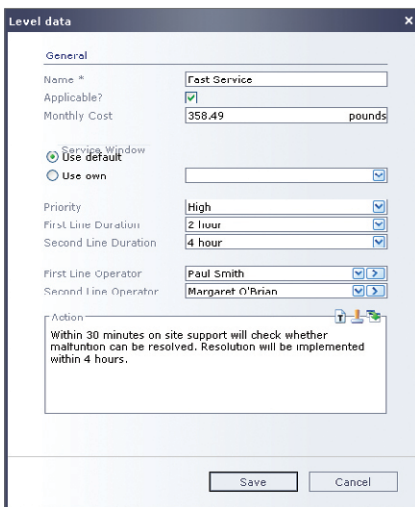 Level data
General
Name * Fast Service
Applicable?
Monthly Cost 358.49 pounds
Service Window
Use default
Use own
Priority High
First Line Duration 2 hour
Second Line Duration 4 hour
First Line Operator Paul Smith
Second Line Operator Margaret O'Brian
Action
Within 30 minutes on site support will check whether
malfuntion can be resolved. Resolution will be implemented
within 4 hours.
Save Cancel